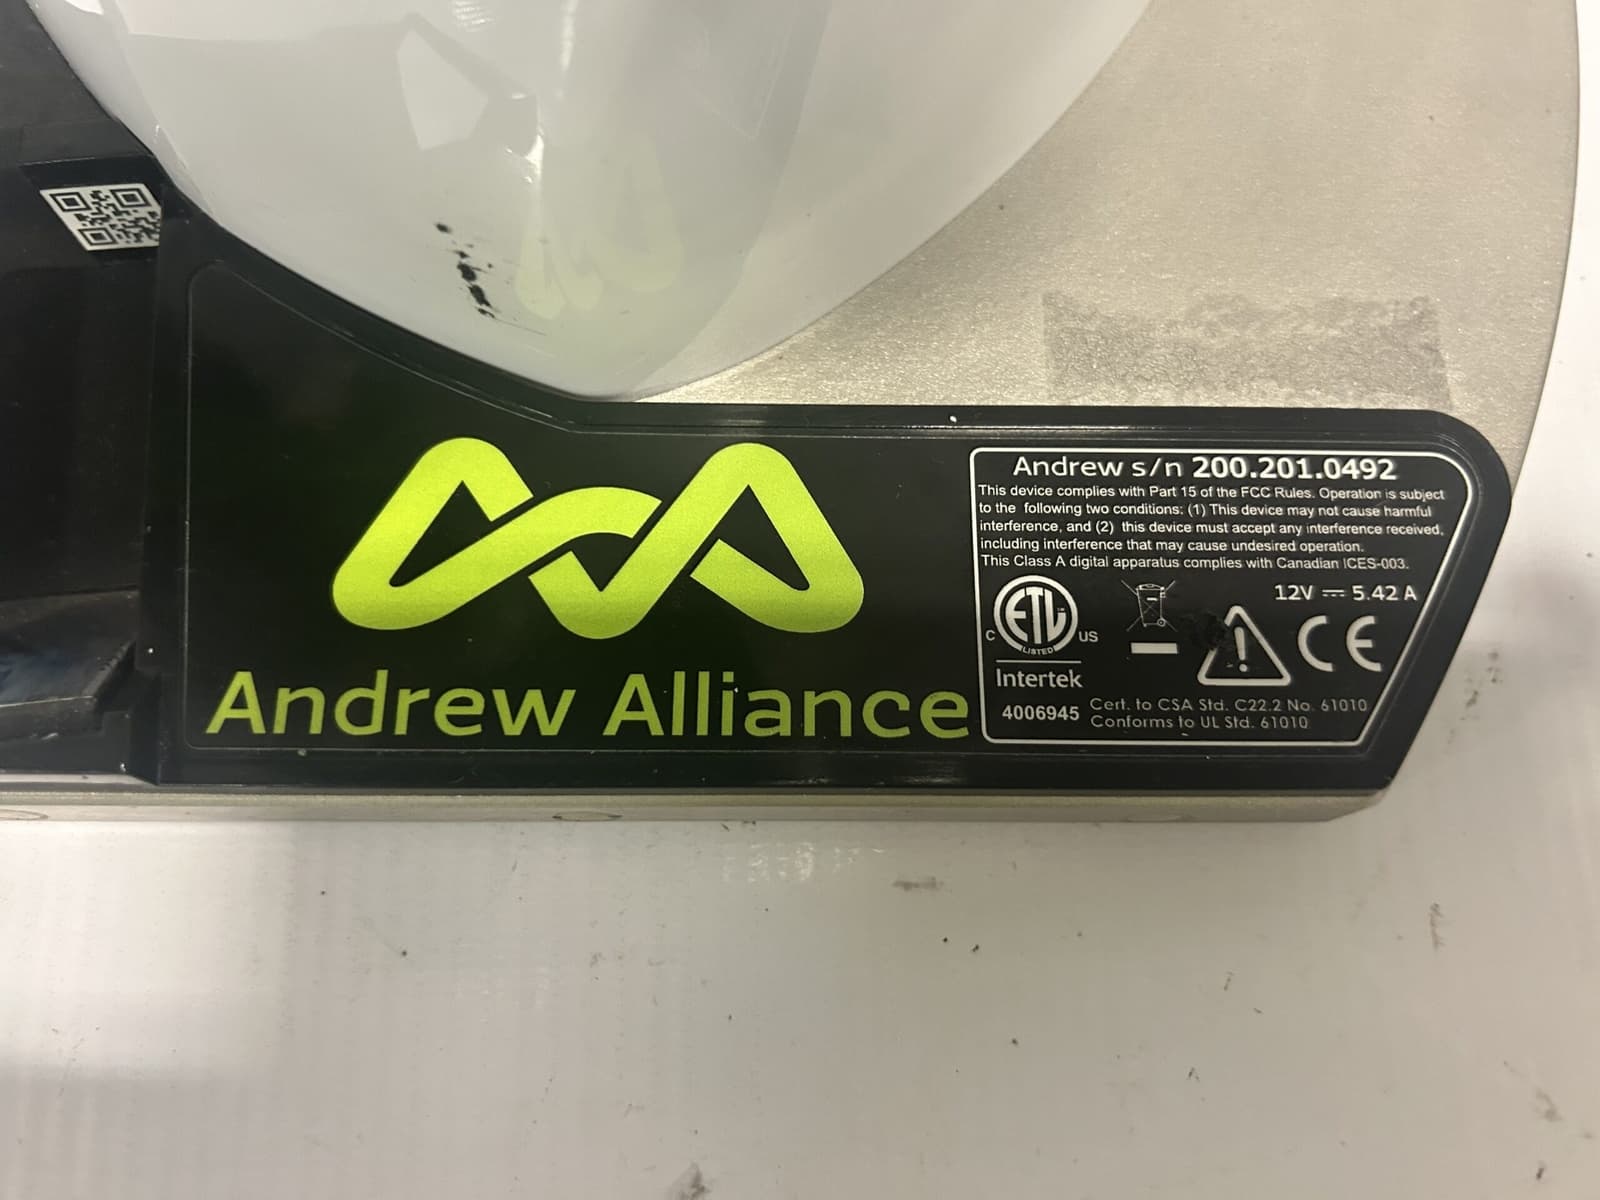 Andrew Alliance
Andrew s/n 200.201.0492
This device complies with Part 15 of the FCC Rules. Operation is subject
to the following two conditions: (1) This device may not cause harmful
interference, and (2) this device must accept any interference received,
including interference that may cause undesired operation.
This Class A digital apparatus complies with Canadian ICES-003.
12V ⎓ 5.42 A
C ETL US
LISTED
CE
Intertek
4006945
Cert. to CSA Std. C22.2 No. 61010
Conforms to UL Std. 61010